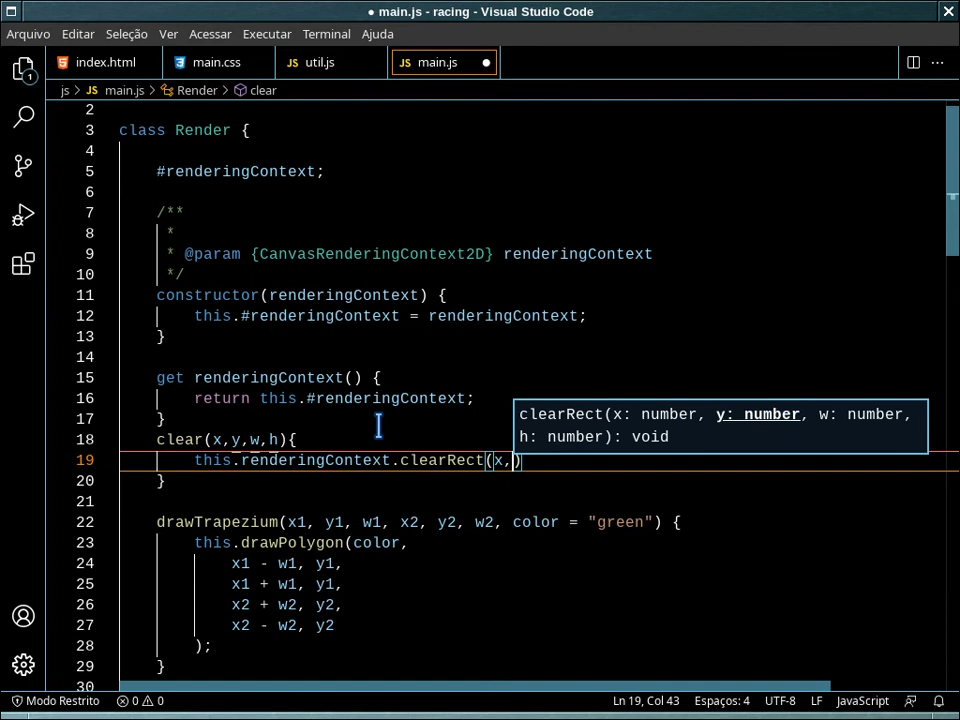 ● main.js - racing - Visual Studio Code
Arquivo Editar Seleção Ver Acessar Executar Terminal Ajuda
index.html main.css JS util.js JS main.js ●
js > JS main.js > Render > clear
2
3 class Render {
4
5 #renderingContext;
6
7 /**
8 *
9 * @param {CanvasRenderingContext2D} renderingContext
10 */
11 constructor(renderingContext) {
12 this.#renderingContext = renderingContext;
13 }
14
15 get renderingContext() {
16 return this.#renderingContext;
17 }
clearRect(x: number, y: number, w: number,
h: number): void
18 clear(x,y,w,h){
19 this.renderingContext.clearRect(x,)
20 }
21
22 drawTrapezium(x1, y1, w1, x2, y2, w2, color = "green") {
23 this.drawPolygon(color,
24 x1 - w1, y1,
25 x1 + w1, y1,
26 x2 + w2, y2,
27 x2 - w2, y2
28 );
29 }
30
1
Modo Restrito 0 0 Ln 19, Col 43 Espaços: 4 UTF-8 LF JavaScript